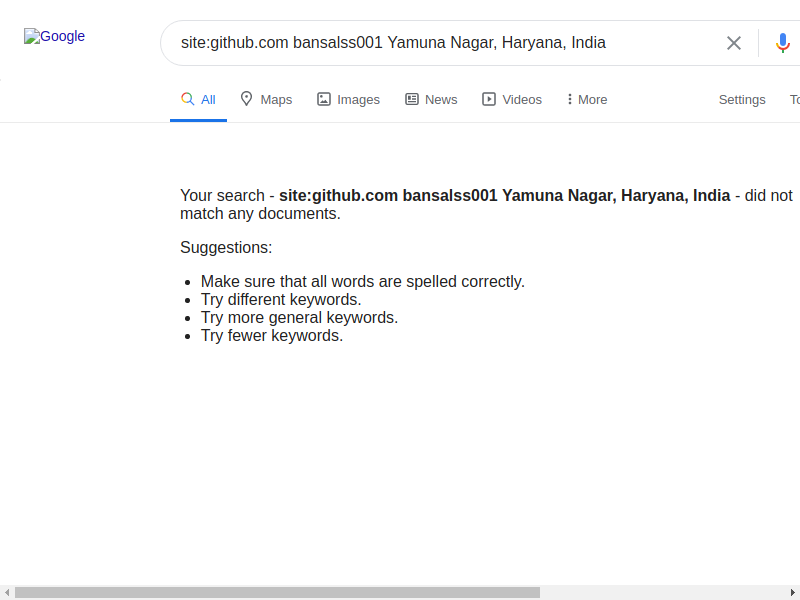 Google
site:github.com bansalss001 Yamuna Nagar, Haryana, India
All Maps Images News Videos More Settings To
Your search - site:github.com bansalss001 Yamuna Nagar, Haryana, India - did not
match any documents.
Suggestions:
Make sure that all words are spelled correctly.
Try different keywords.
Try more general keywords.
Try fewer keywords.